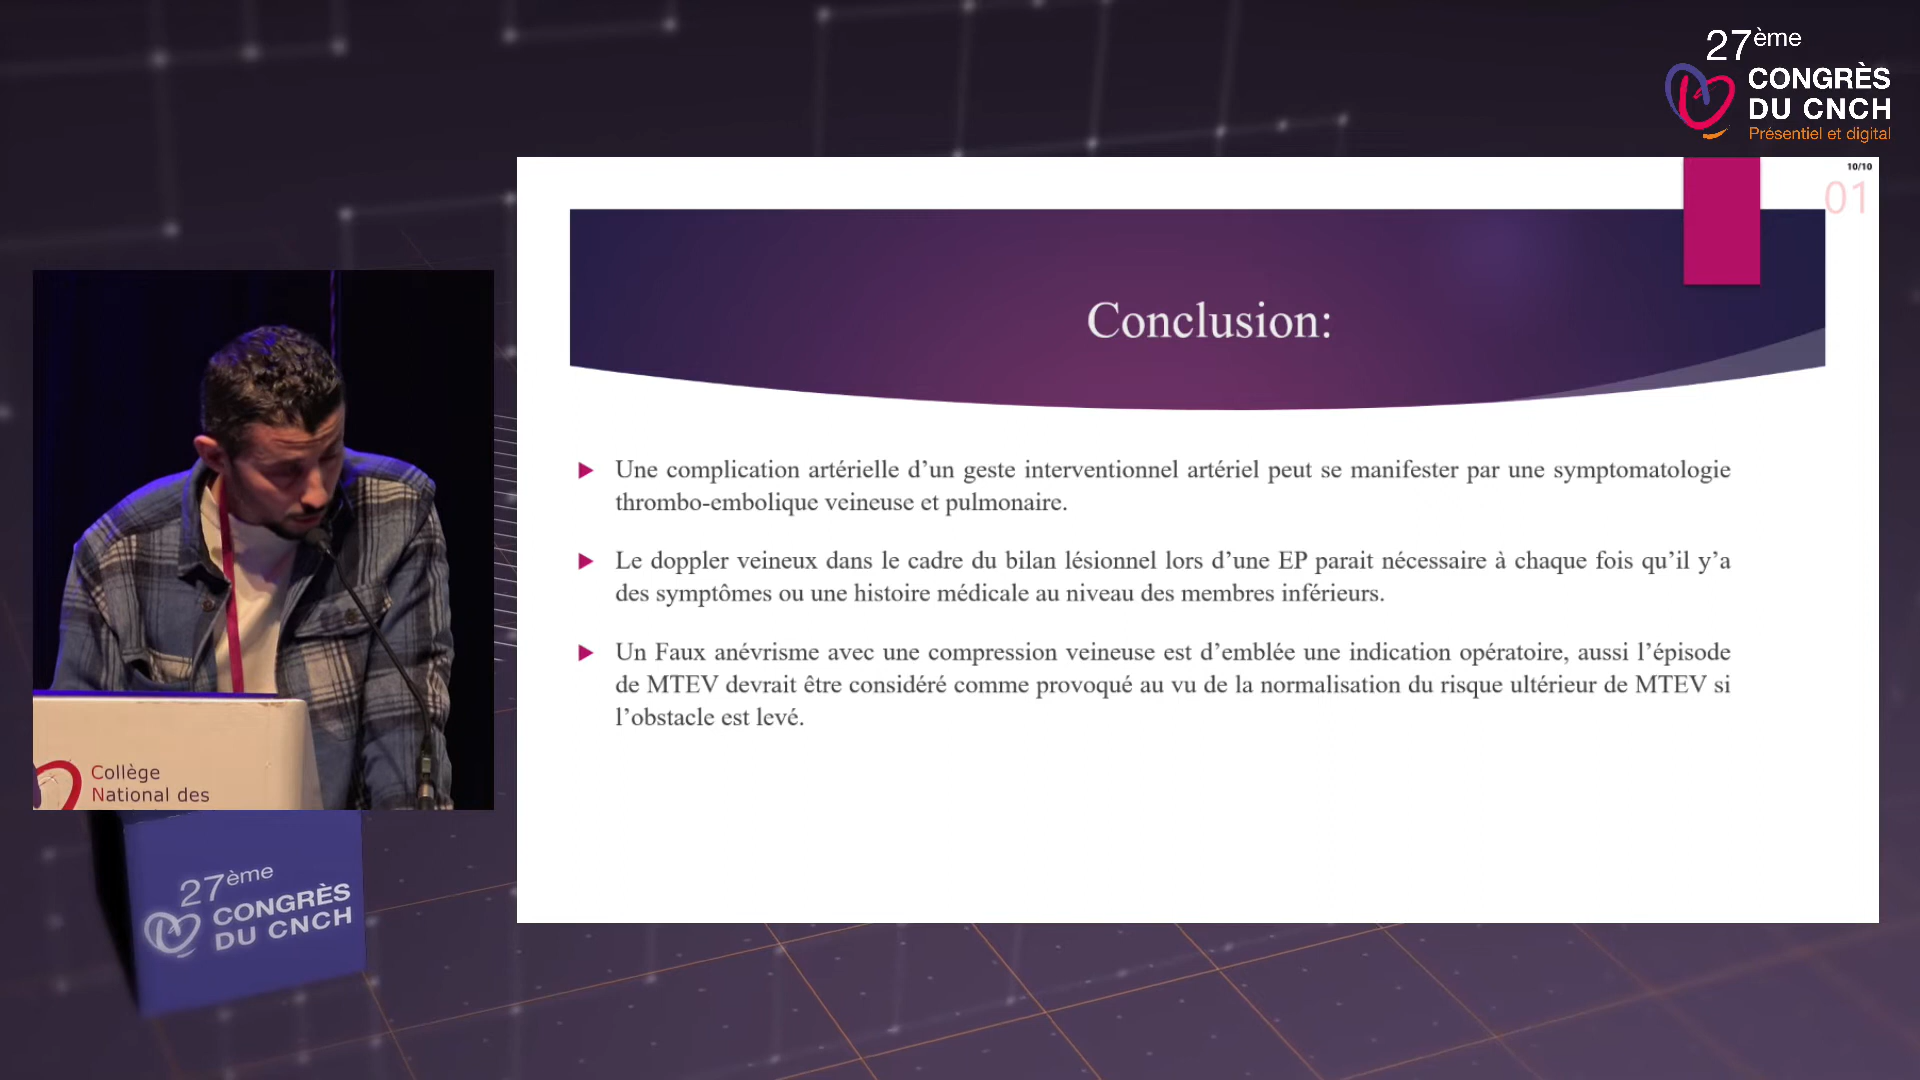 27ème
CONGRÈS
DU CNCH
Présentiel et digital
10/10
01
Conclusion:
Une complication artérielle d’un geste interventionnel artériel peut se manifester par une symptomatologie
thrombo-embolique veineuse et pulmonaire.
Le doppler veineux dans le cadre du bilan lésionnel lors d’une EP parait nécessaire à chaque fois qu’il y’a
des symptômes ou une histoire médicale au niveau des membres inférieurs.
Un Faux anévrisme avec une compression veineuse est d’emblée une indication opératoire, aussi l’épisode
de MTEV devrait être considéré comme provoqué au vu de la normalisation du risque ultérieur de MTEV si
l’obstacle est levé.
Collège
National des
27ème
CONGRÈS
DU CNCH